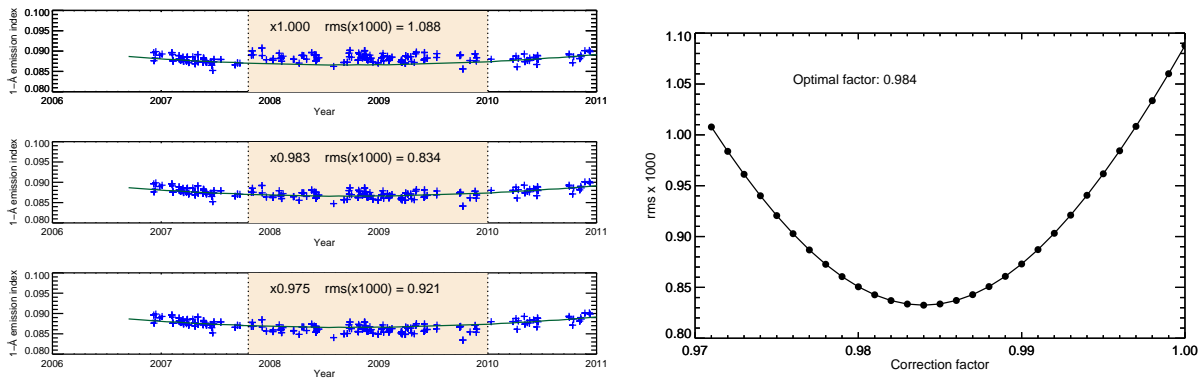 0.100
0.095
0.090
0.085
0.080
1–Å emission index
x1.000 rms(x1000) = 1.088
2006 2007 2008 2009 2010 2011
Year
0.100
0.095
0.090
0.085
0.080
1–Å emission index
x0.983 rms(x1000) = 0.834
2006 2007 2008 2009 2010 2011
Year
0.100
0.095
0.090
0.085
0.080
1–Å emission index
x0.975 rms(x1000) = 0.921
2006 2007 2008 2009 2010 2011
Year
1.10
1.05
1.00
0.95
0.90
0.85
0.80
rms x 1000
Optimal factor: 0.984
0.97 0.98 0.99 1.00
Correction factor